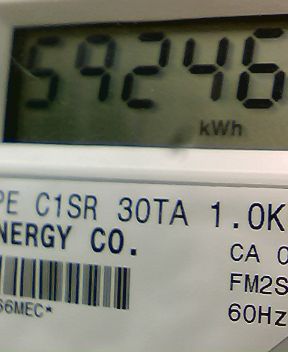 59246
kWh
PE C1SR 30TA 1.0K
NERGY CO.
CA 0
FM2S
66MEC*
60Hz